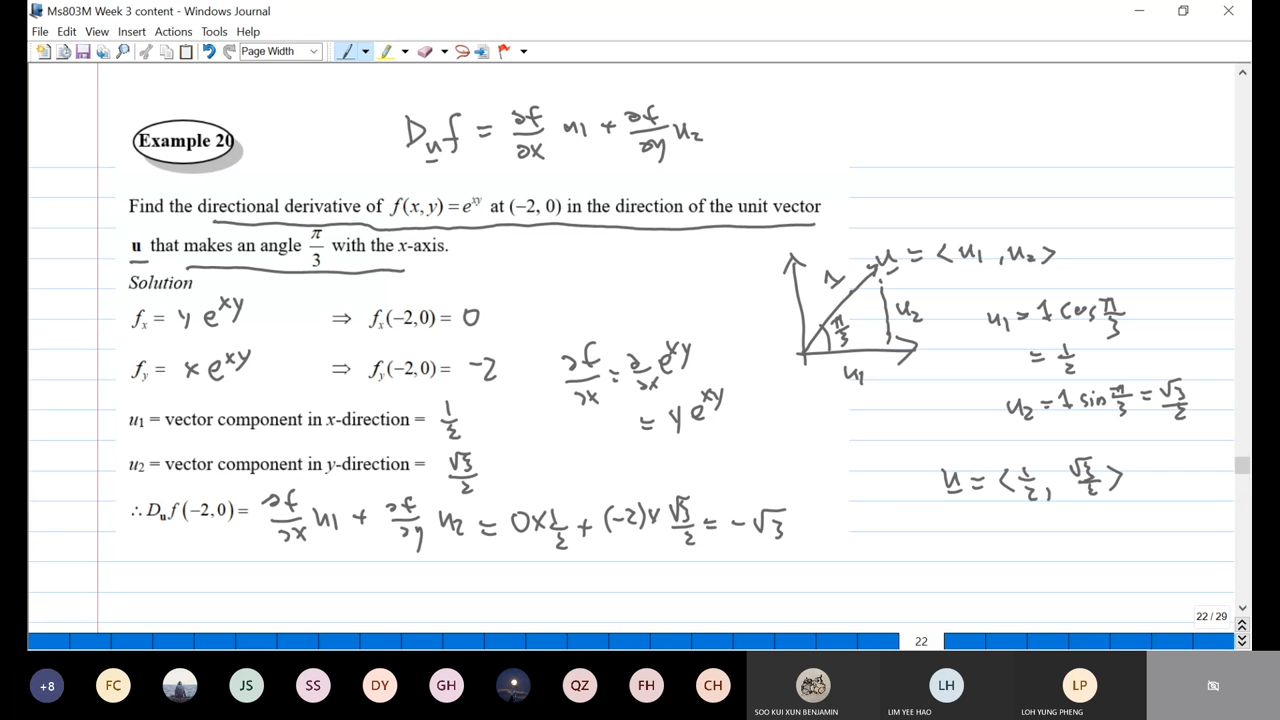 Ms803M Week 3 content - Windows Journal
File Edit View Insert Actions Tools Help
Page Width
Example 20
D_u f = ∂f/∂x u1 + ∂f/∂y u2
Find the directional derivative of f(x, y) = e^xy at (−2, 0) in the direction of the unit vector
u that makes an angle π/3 with the x-axis.
Solution
f_x = y e^xy ⇒ f_x(−2,0) = 0
f_y = x e^xy ⇒ f_y(−2,0) = −2
∂f/∂x = ∂/∂x e^xy
= y e^xy
u1 = vector component in x-direction = 1/2
u2 = vector component in y-direction = √3/2
∴ D_u f(−2,0) = ∂f/∂x u1 + ∂f/∂y u2 = 0 × 1/2 + (−2) × √3/2 = −√3
u = <u1, u2>
1
π/3
u2
u1
u1 = 1 cos π/3
= 1/2
u2 = 1 sin π/3 = √3/2
u = <1/2, √3/2>
22 / 29
22
+8 FC JS SS DY GH QZ FH CH LH LP
SOO KUI XUN BENJAMIN LIM YEE HAO LOH YUNG PHENG